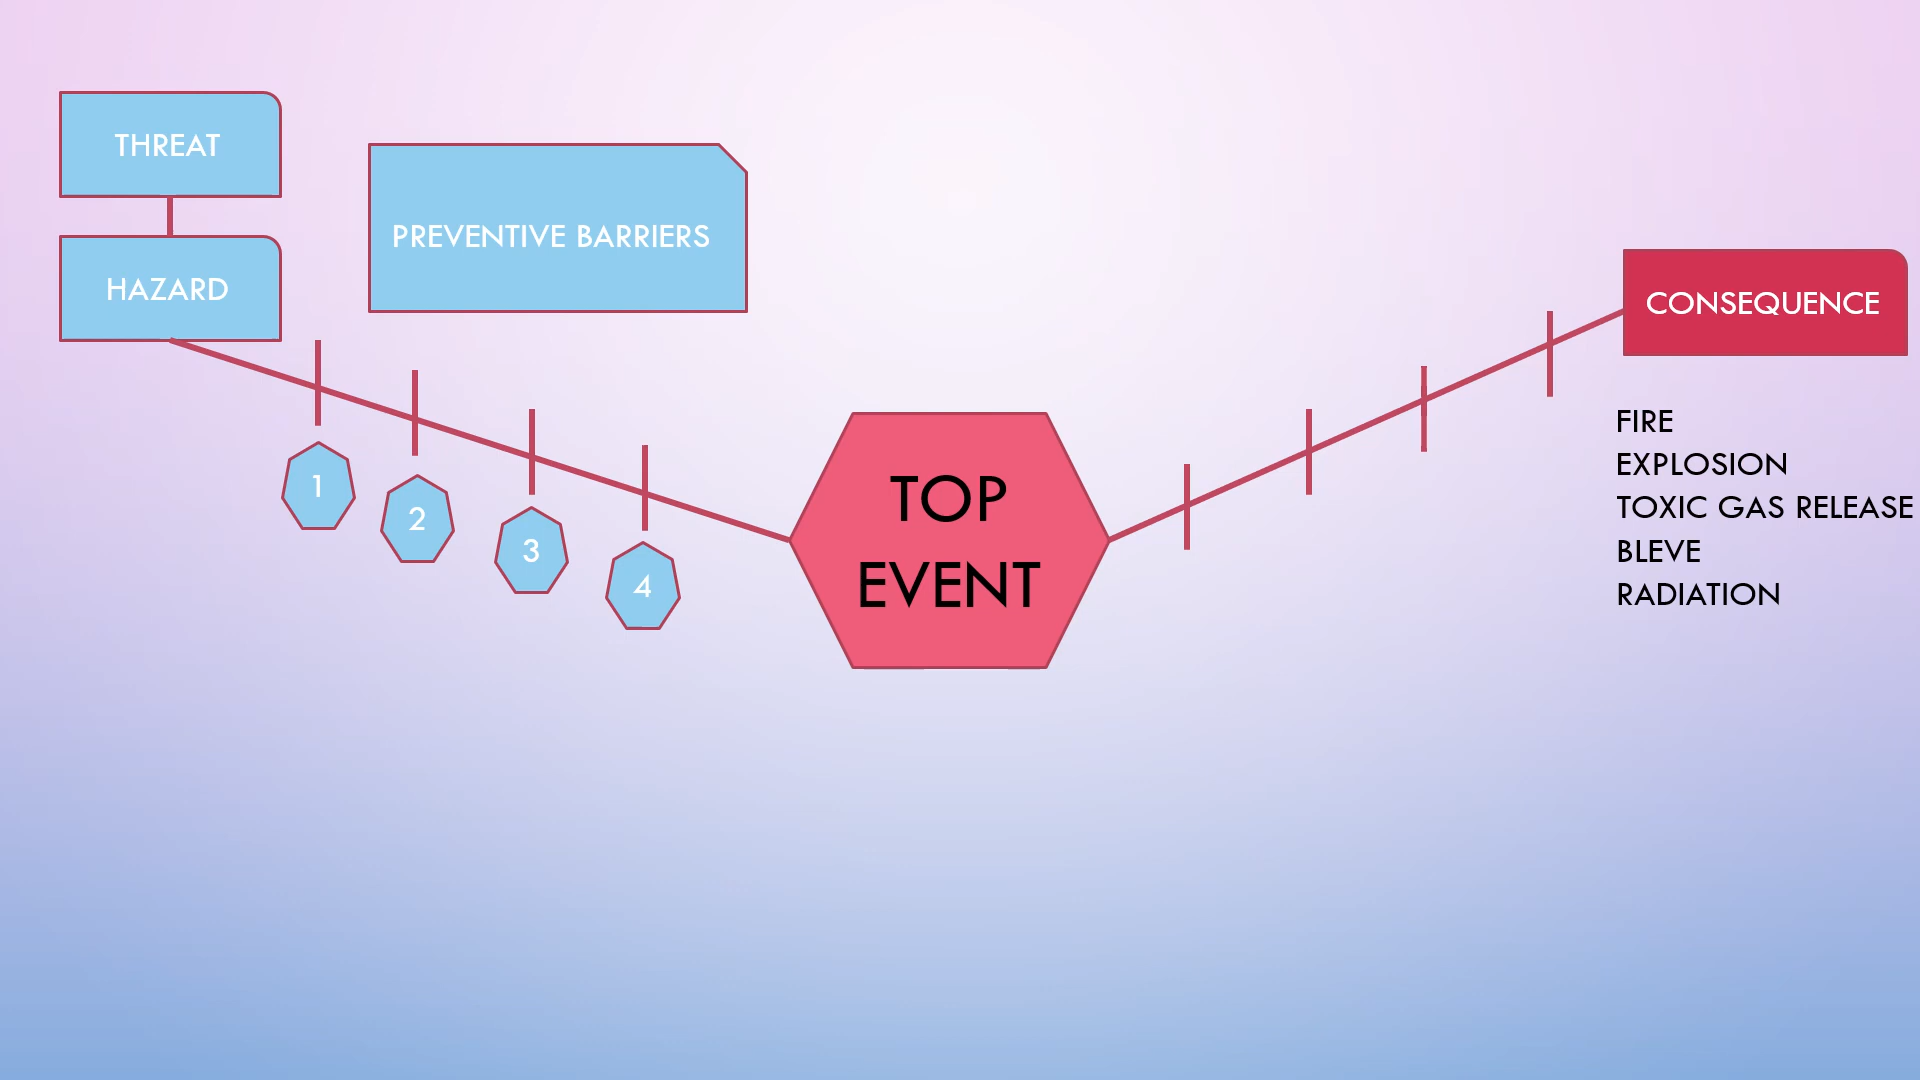 THREAT
HAZARD
PREVENTIVE BARRIERS
1
2
3
4
TOP
EVENT
CONSEQUENCE
FIRE
EXPLOSION
TOXIC GAS RELEASE
BLEVE
RADIATION